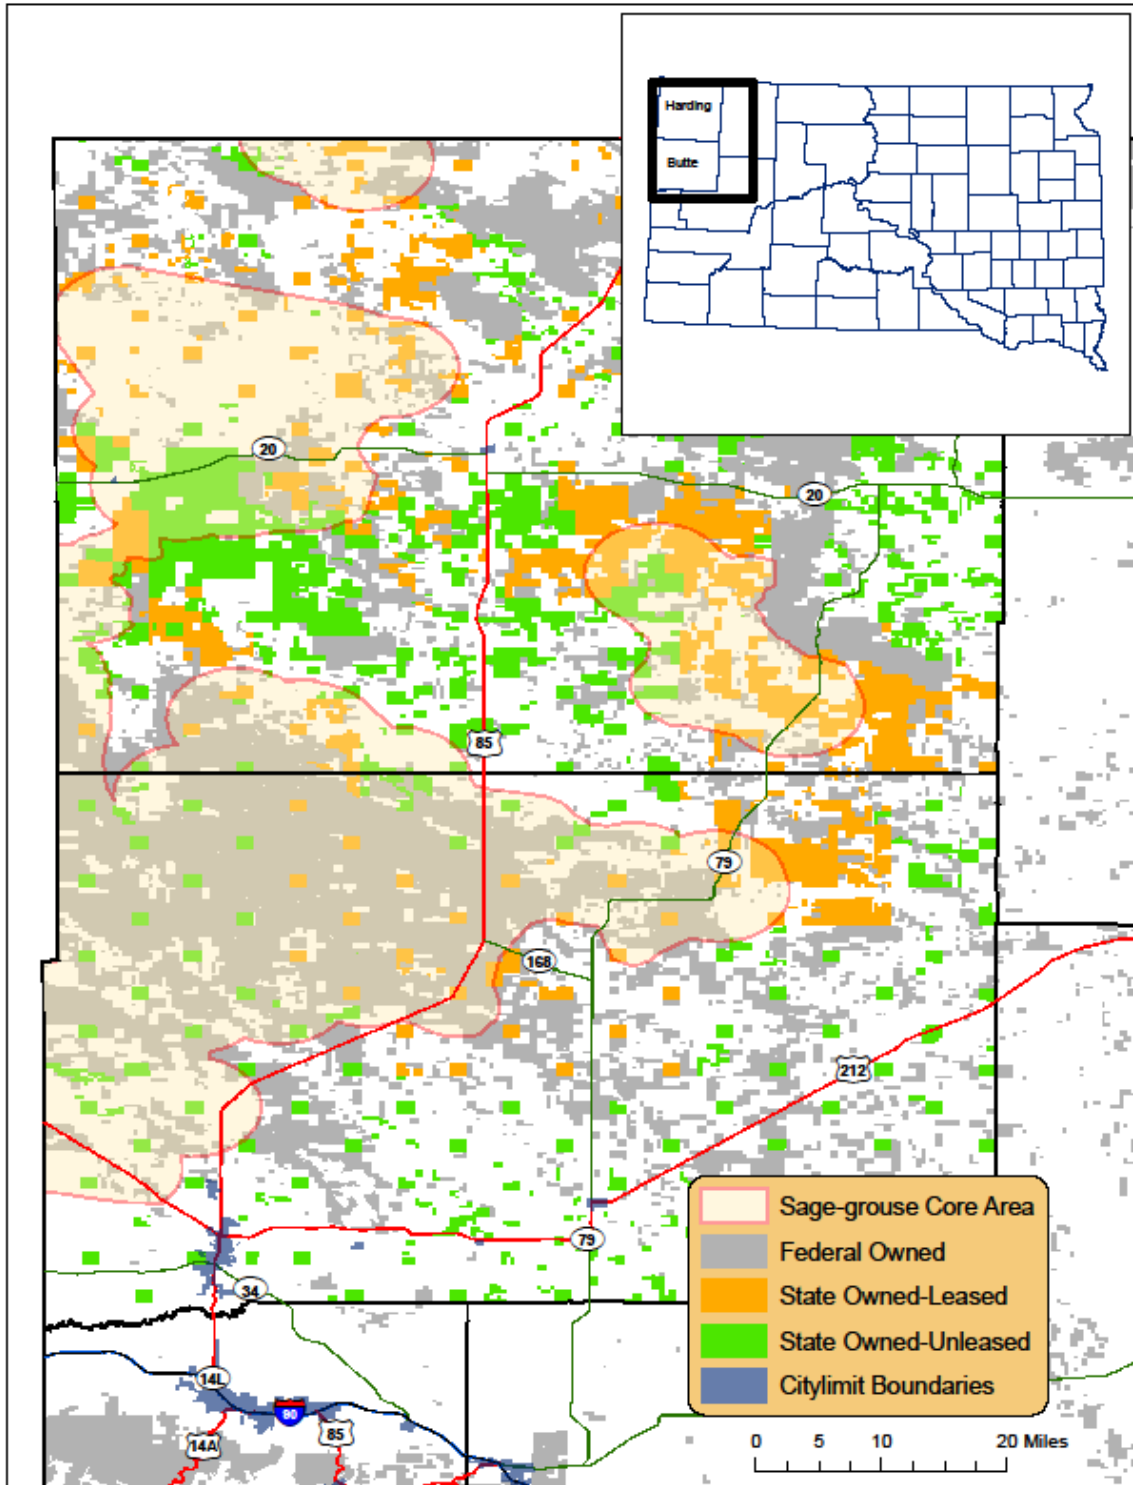 Harding
Butte
20
20
85
79
168
212
79
34
14L
90
85
14A
Sage-grouse Core Area
Federal Owned
State Owned-Leased
State Owned-Unleased
Citylimit Boundaries
0 5 10 20 Miles